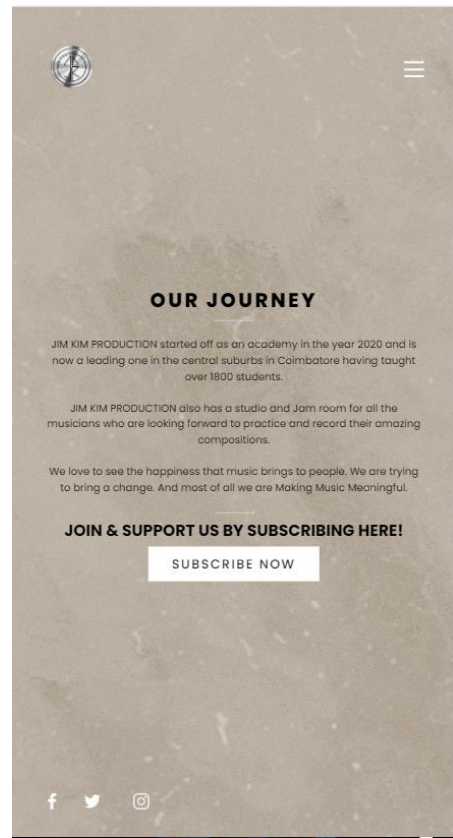 OUR JOURNEY
JIM KIM PRODUCTION started off as an academy in the year 2020 and is
now a leading one in the central suburbs in Coimbatore having taught
over 1800 students.
JIM KIM PRODUCTION also has a studio and Jam room for all the
musicians who are looking forward to practice and record their amazing
compositions.
We love to see the happiness that music brings to people. We are trying
to bring a change. And most of all we are Making Music Meaningful.
JOIN & SUPPORT US BY SUBSCRIBING HERE!
SUBSCRIBE NOW